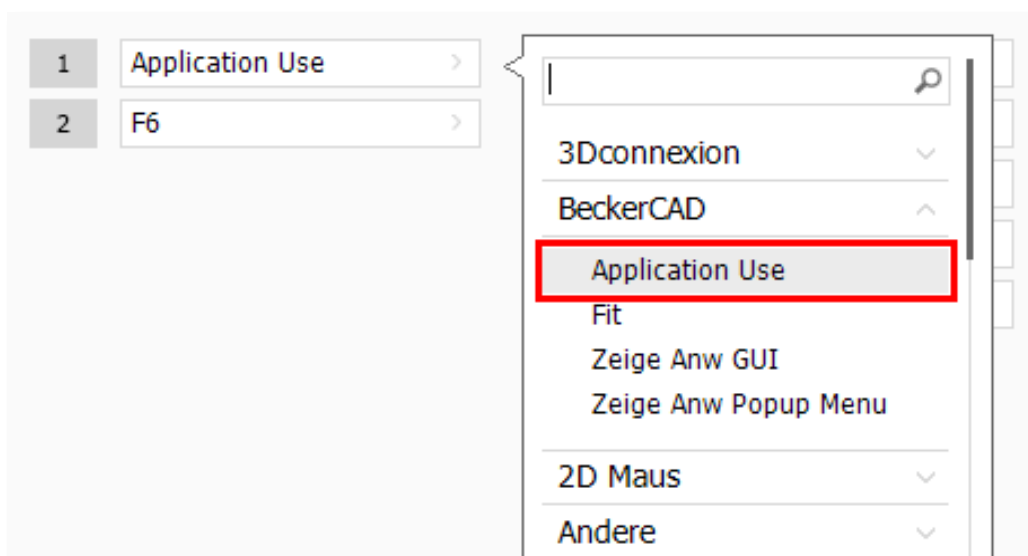 1 Application Use
2 F6
3Dconnexion
BeckerCAD
Application Use
Fit
Zeige Anw GUI
Zeige Anw Popup Menu
2D Maus
Andere